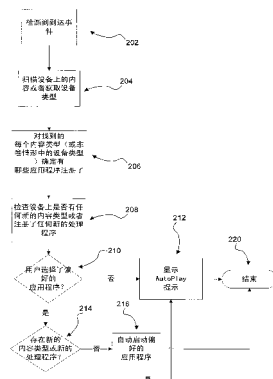 检测到到达事
件
202
扫描设备上的内
容或者获取设备
类型
204
对找到的
每个内容类型(或非
情形中的设备类型
)确定有
哪些应用程序注册了
206
检查设备上是否有任
何新的内容类型或者
注册了任何新的处理
程序
208
210
用户选择了偏
好的
应用程序?
否
212
显示
AutoPlay
提示
220
结束
是
214
存在新的
内容类型或新的
处理程序?
否
216
自动启动偏
好的
应用程序
是